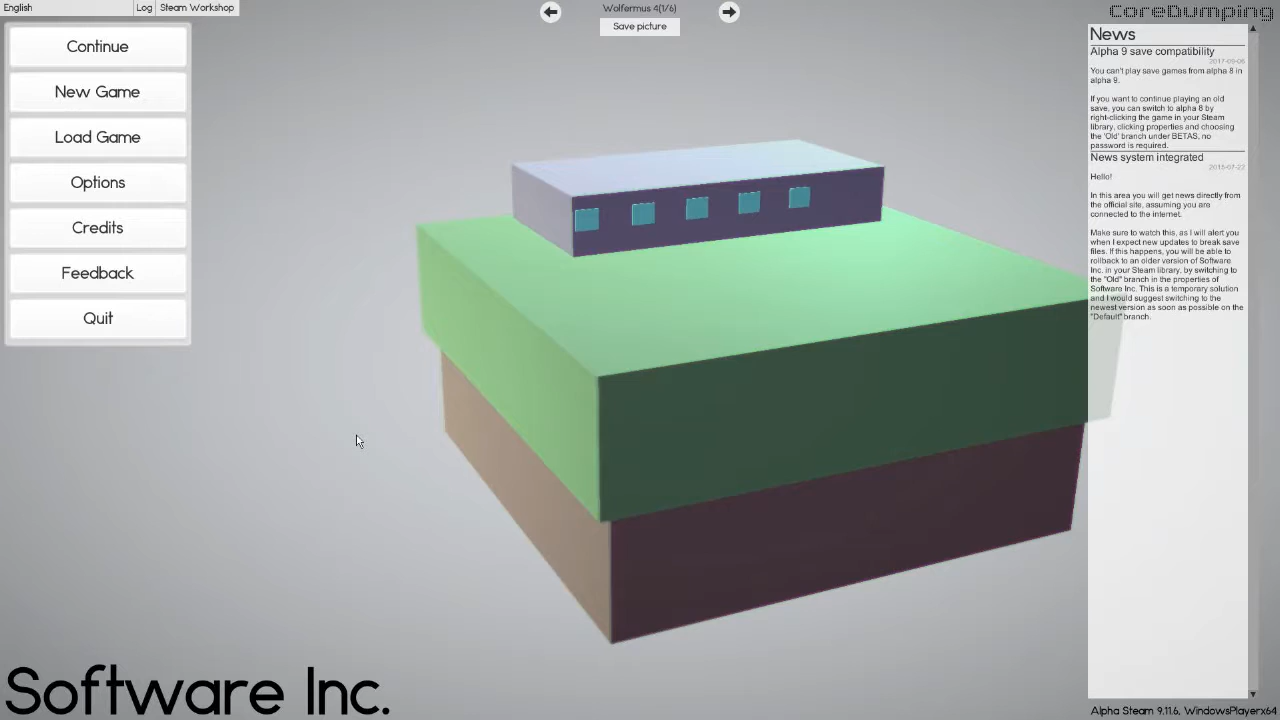 English
Log
Steam Workshop
Wolfermus 4(1/6)
Save picture
CoreDumping
Continue
New Game
Load Game
Options
Credits
Feedback
Quit
News
Alpha 9 save compatibility
2017-09-06
You can't play save games from alpha 8 in
alpha 9.
If you want to continue playing an old
save, you can switch to alpha 8 by
right-clicking the game in your Steam
library, clicking properties and choosing
the 'Old' branch under BETAS, no
password is required.
News system integrated
2015-07-22
Hello!
In this area you will get news directly from
the official site, assuming you are
connected to the internet.
Make sure to watch this, as I will alert you
when I expect new updates to break save
files. If this happens, you will be able to
rollback to an older version of Software
Inc. in your Steam library, by switching to
the "Old" branch in the properties of
Software Inc. This is a temporary solution
and I would suggest switching to the
newest version as soon as possible on the
"Default" branch.
Software Inc.
Alpha Steam 9.11.6, WindowsPlayerx64